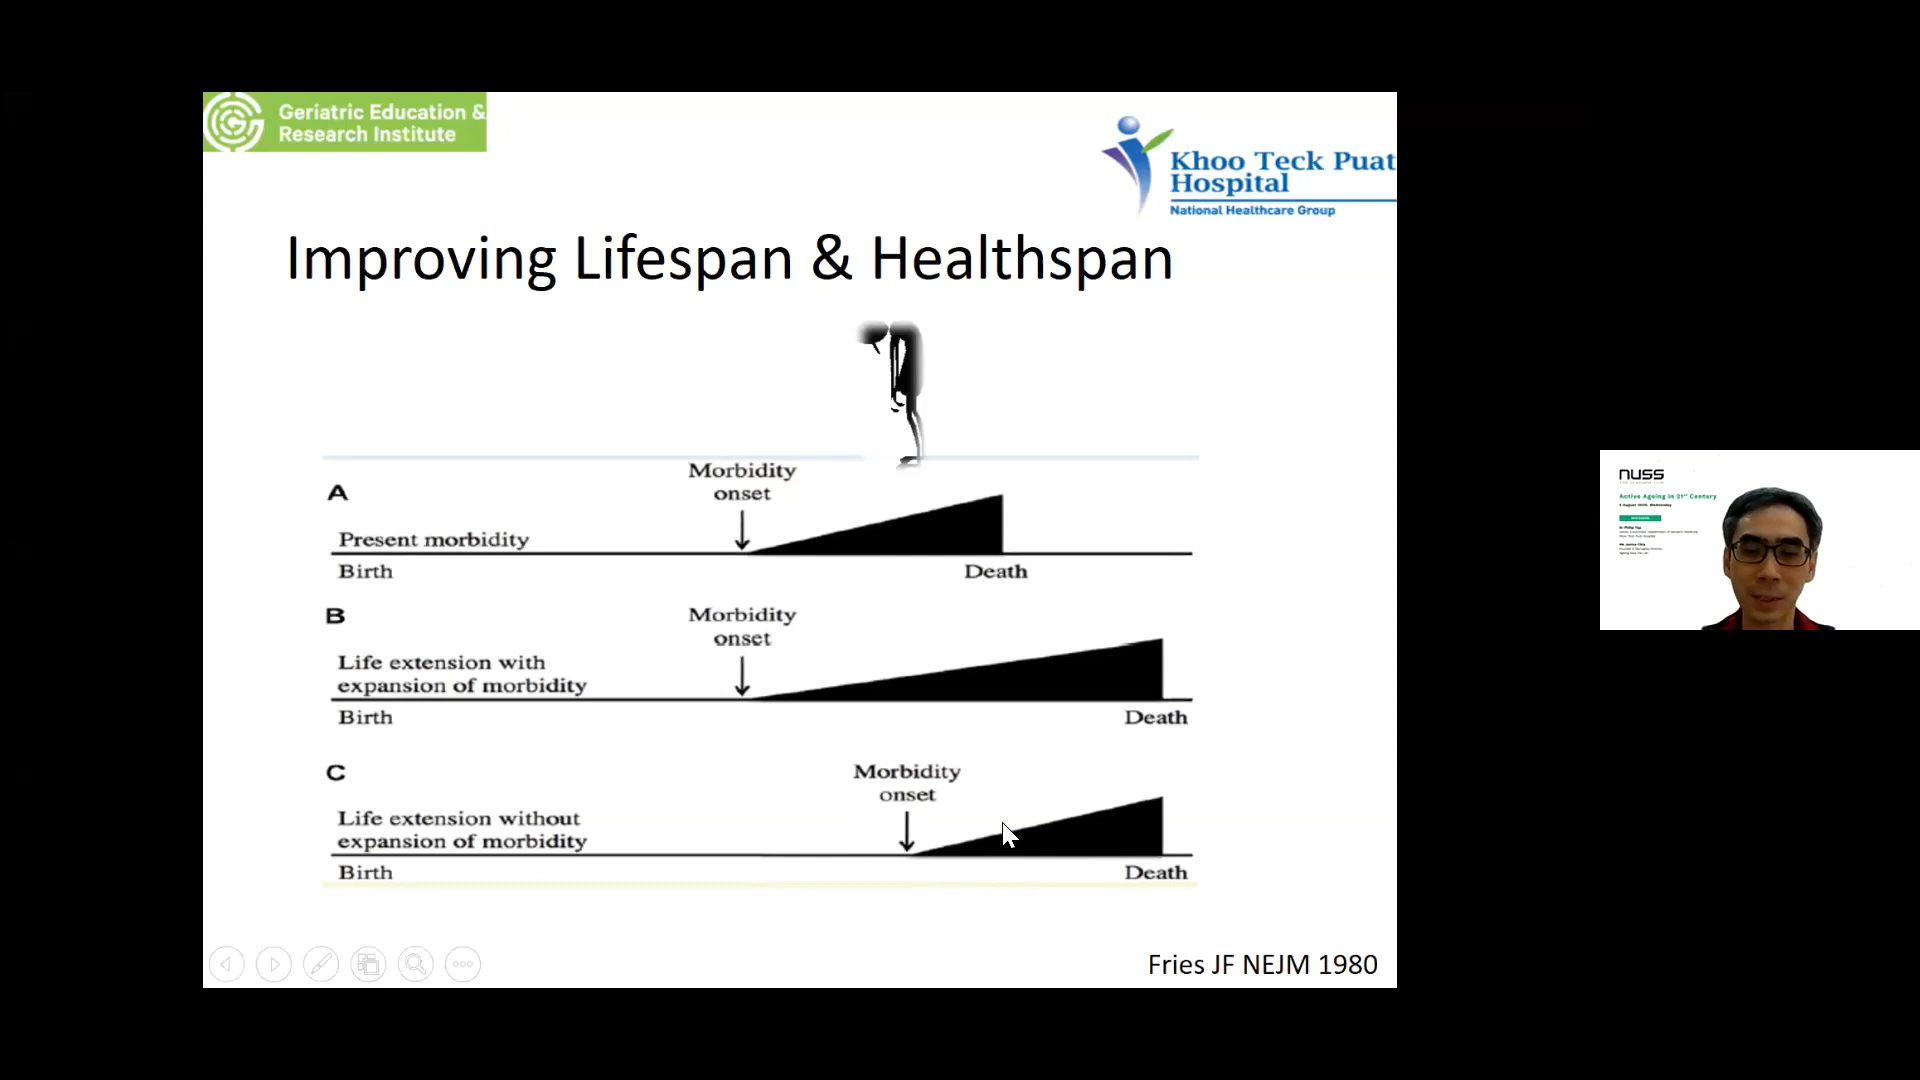 Geriatric Education &
Research Institute
Khoo Teck Puat
Hospital
National Healthcare Group
Improving Lifespan & Healthspan
Morbidity
onset
A
Present morbidity
Birth
Death
Morbidity
onset
B
Life extension with
expansion of morbidity
Birth
Death
Morbidity
onset
C
Life extension without
expansion of morbidity
Birth
Death
Fries JF NEJM 1980
nuss
Active Ageing in 21st Century